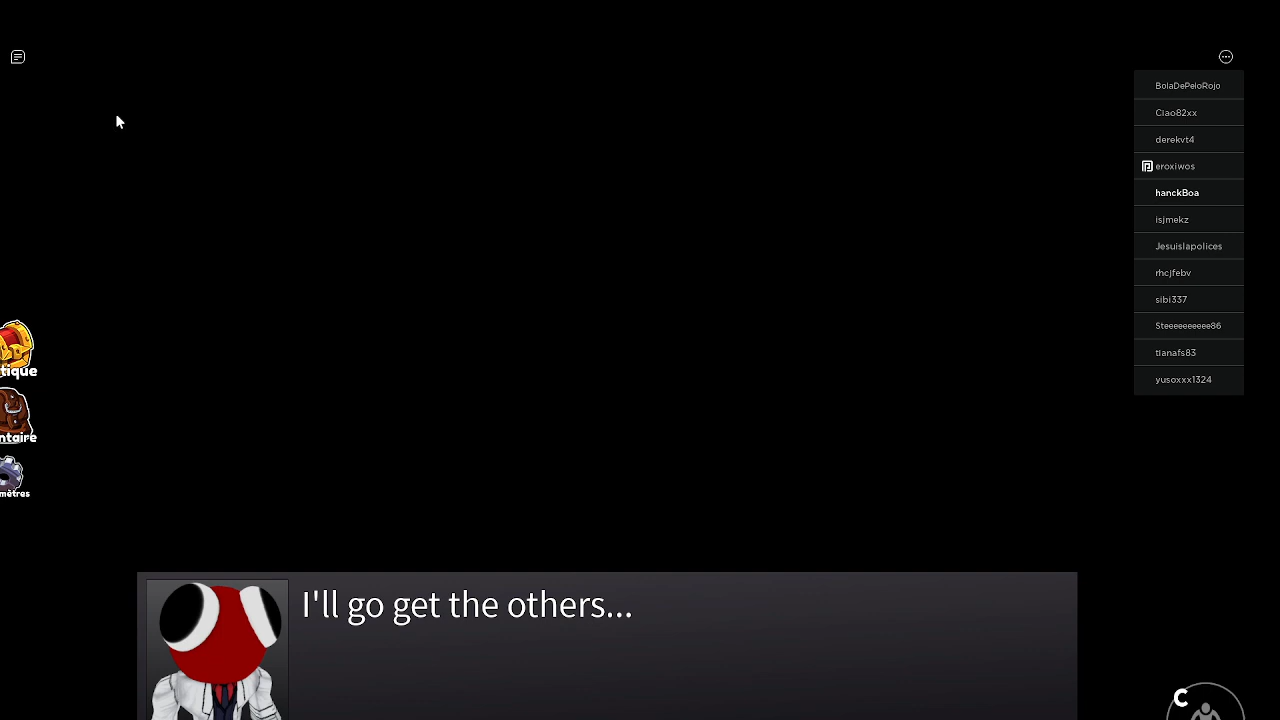 BolaDePeloRojo
Ciao82xx
derekvt4
eroxiwos
hanckBoa
isjmekz
Jesuislapolices
rhcjfebv
sibi337
Steeeeeeeeee86
tianafs83
yusoxxx1324
tique
ntaire
mètres
I'll go get the others...
C